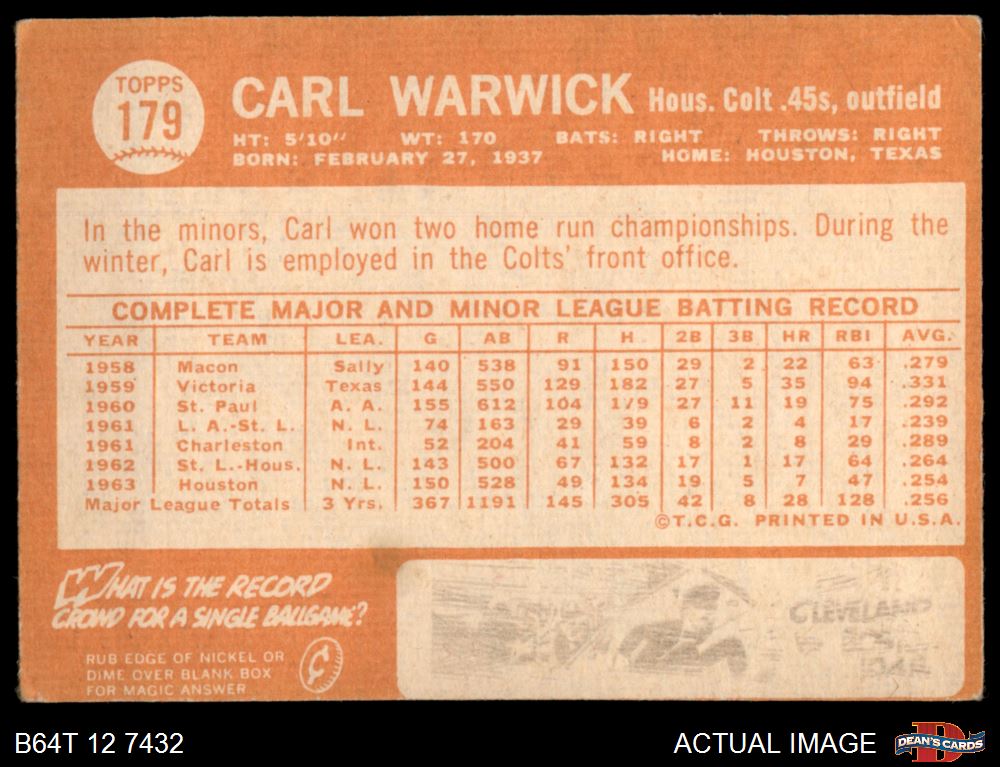 TOPPS
179
CARL WARWICK Hous. Colt .45s, outfield
HT: 5'10" WT: 170 BATS: RIGHT THROWS: RIGHT
BORN: FEBRUARY 27, 1937 HOME: HOUSTON, TEXAS
In the minors, Carl won two home run championships. During the
winter, Carl is employed in the Colts' front office.
COMPLETE MAJOR AND MINOR LEAGUE BATTING RECORD
YEAR TEAM LEA. G AB R H 2B 3B HR RBI AVG.
1958 Macon Sally 140 538 91 150 29 2 22 63 .279
1959 Victoria Texas 144 550 129 182 27 5 35 94 .331
1960 St. Paul A. A. 155 612 104 179 27 11 19 75 .292
1961 L. A.-St. L. N. L. 74 163 29 39 6 2 4 17 .239
1961 Charleston Int. 52 204 41 59 8 2 8 29 .289
1962 St. L.-Hous. N. L. 143 500 67 132 17 1 17 64 .264
1963 Houston N. L. 150 528 49 134 19 5 7 47 .254
Major League Totals 3 Yrs. 367 1191 145 305 42 8 28 128 .256
©T.C.G. PRINTED IN U.S.A.
WHAT IS THE RECORD
CROWD FOR A SINGLE BALLGAME?
RUB EDGE OF NICKEL OR
DIME OVER BLANK BOX
FOR MAGIC ANSWER
CLEVELAND
B64T 12 7432
ACTUAL IMAGE
D
DEAN'S CARDS